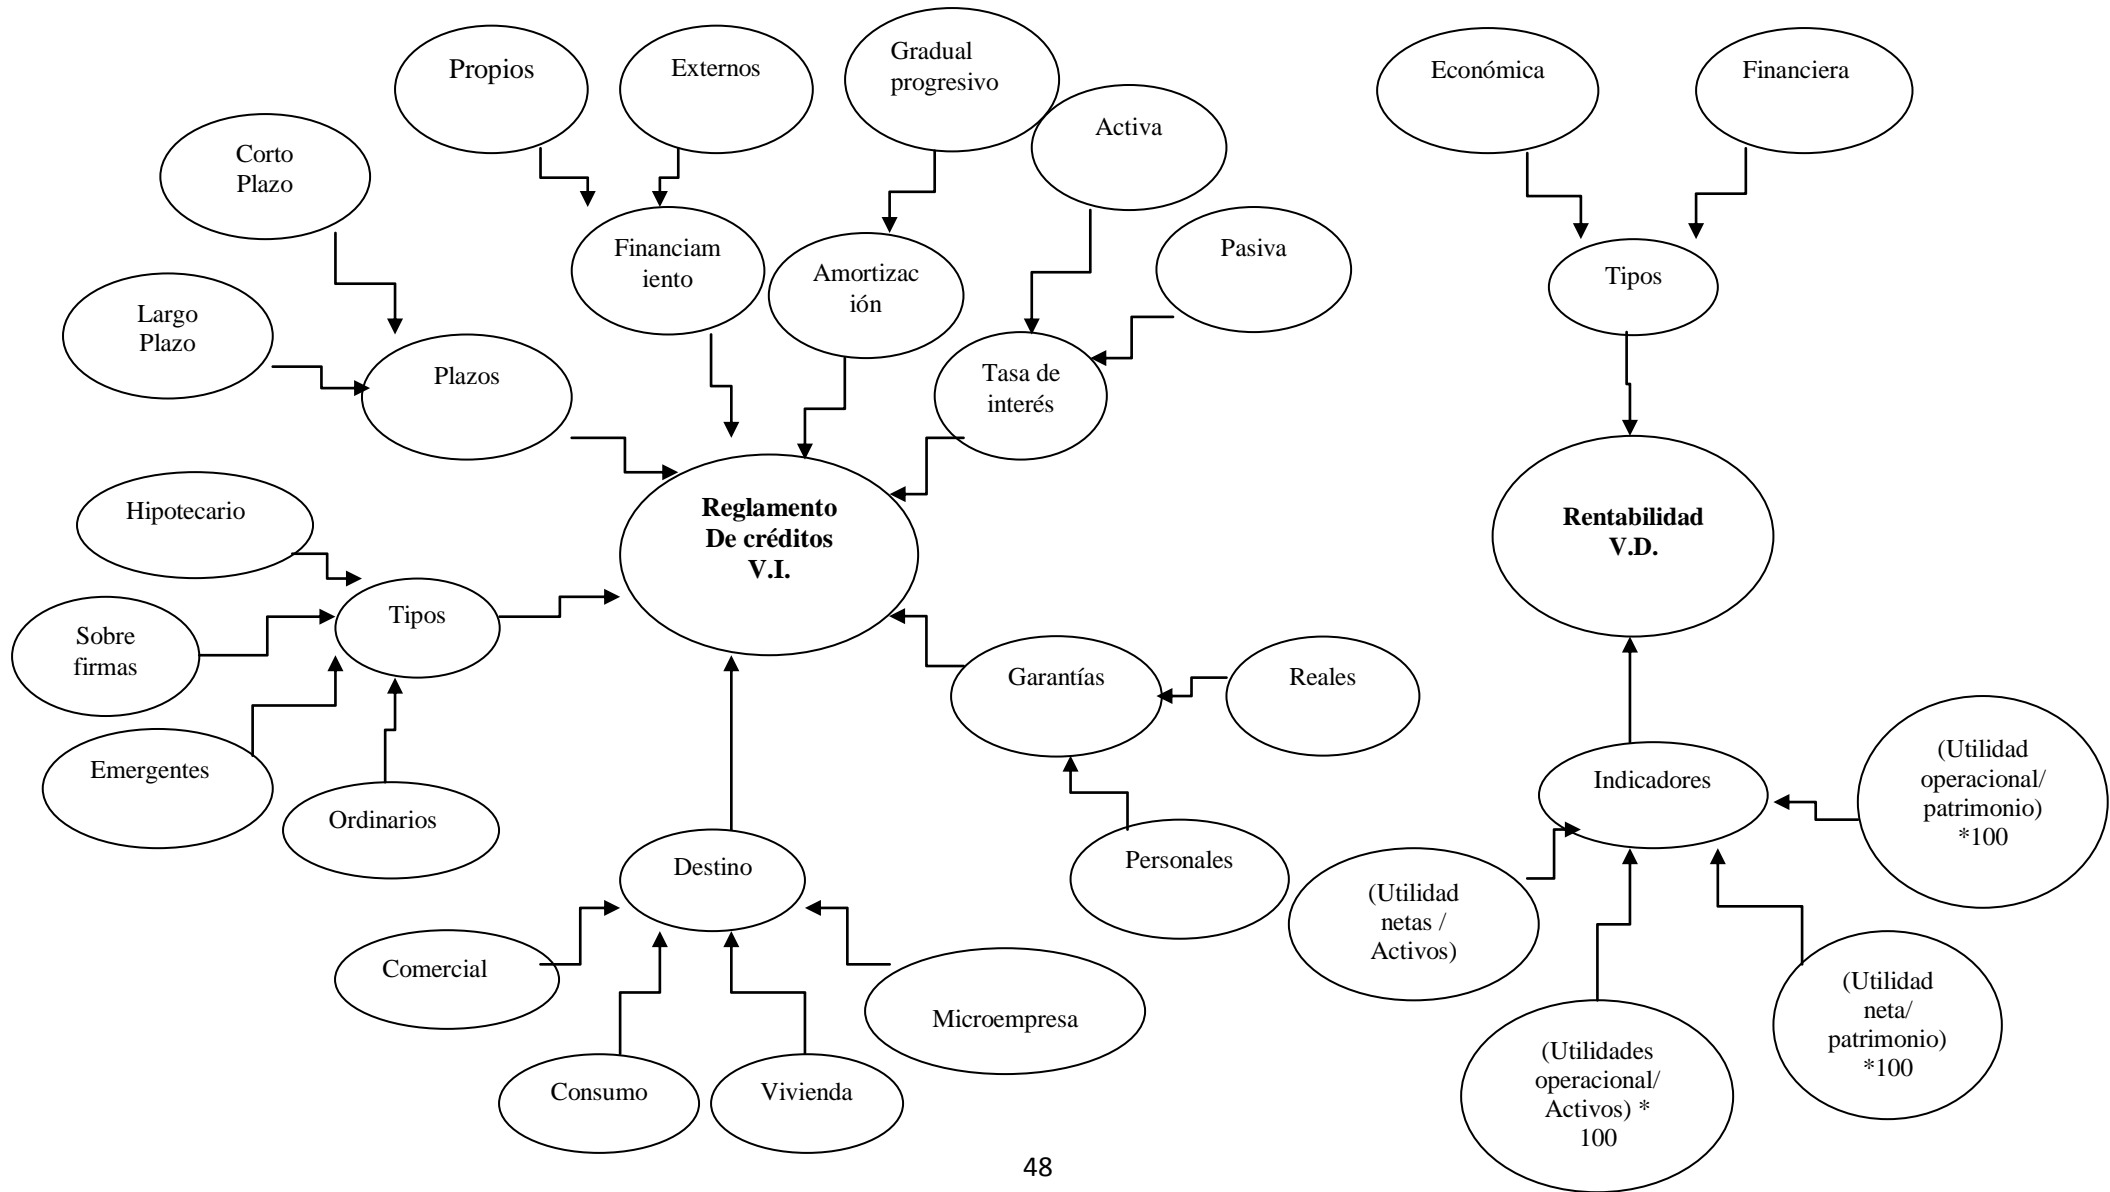 Propios
Externos
Gradual
progresivo
Activa
Económica
Financiera
Corto
Plazo
Financiam
iento
Amortizac
ión
Pasiva
Tipos
Largo
Plazo
Plazos
Tasa de
interés
Hipotecario
Reglamento
De créditos
V.I.
Rentabilidad
V.D.
Sobre
firmas
Tipos
Garantías
Reales
Emergentes
Ordinarios
Destino
Personales
Indicadores
(Utilidad
operacional/
patrimonio)
*100
(Utilidad
netas /
Activos)
Comercial
Microempresa
Consumo
Vivienda
(Utilidades
operacional/
Activos) *
100
(Utilidad
neta/
patrimonio)
*100
48